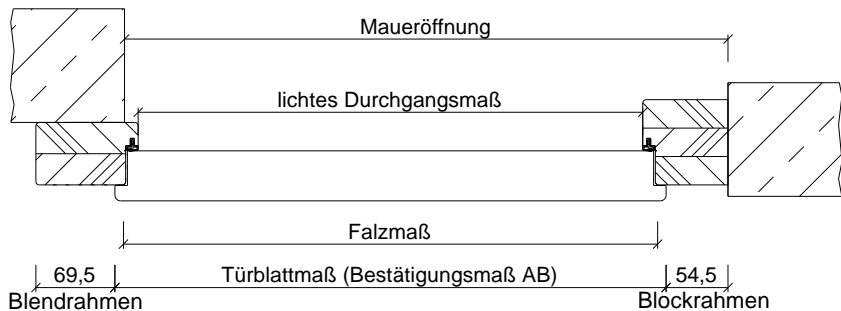 Maueröffnung
lichtes Durchgangsmaß
Falzmaß
69,5 Türblattmaß (Bestätigungsmaß AB) 54,5
Blendrahmen Blockrahmen